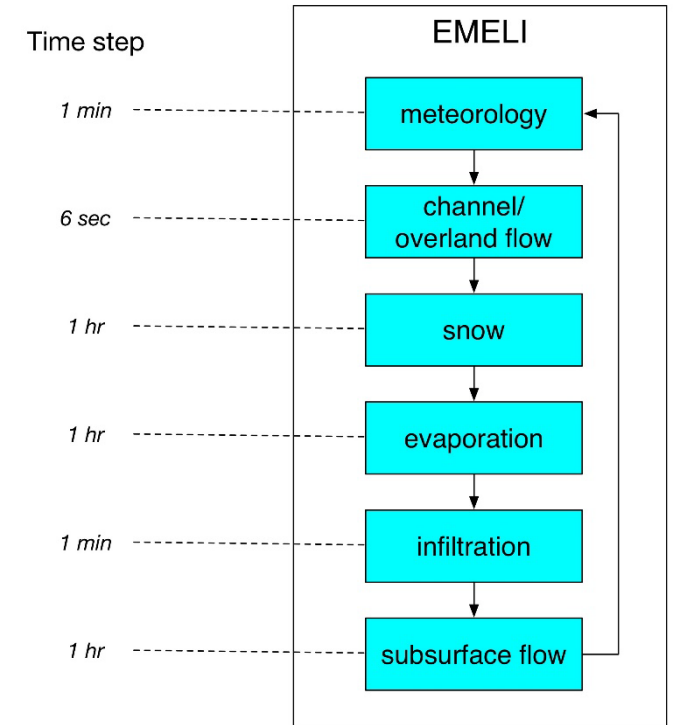 Time step
EMELI
1 min
meteorology
6 sec
channel/
overland flow
1 hr
snow
1 hr
evaporation
1 min
infiltration
1 hr
subsurface flow